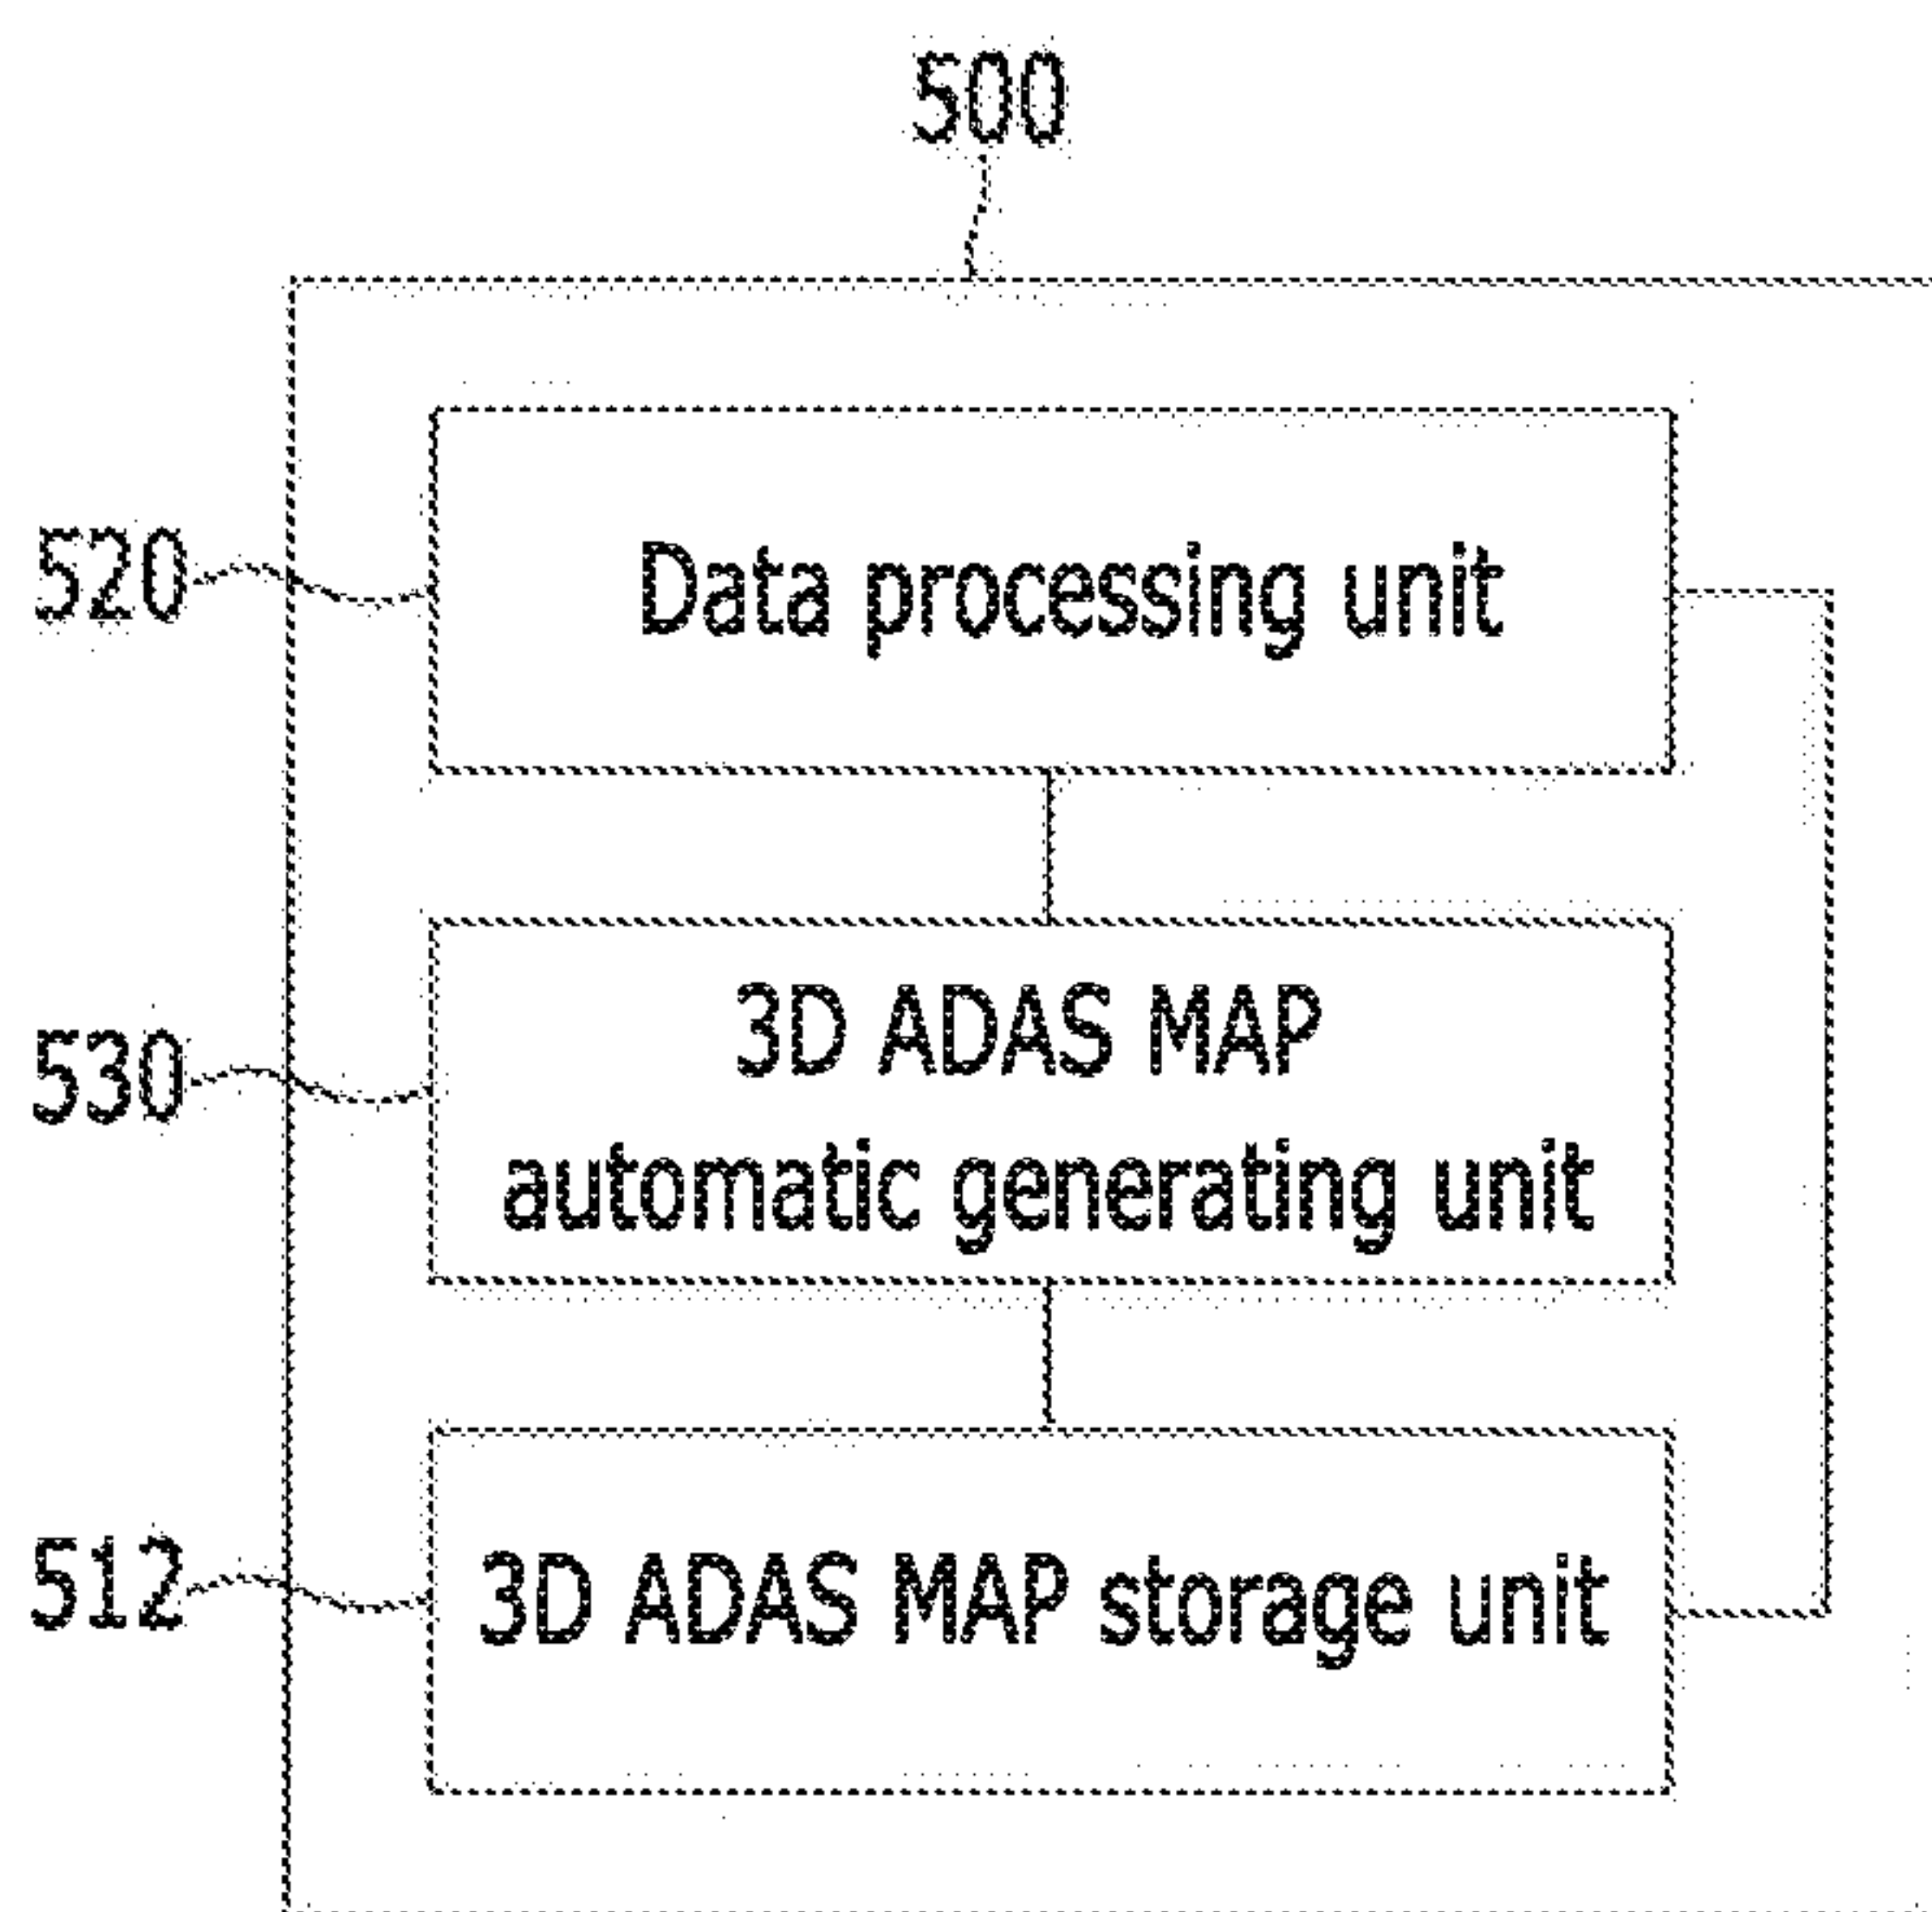 500
520
Data processing unit
530
3D ADAS MAP
automatic generating unit
512
3D ADAS MAP storage unit